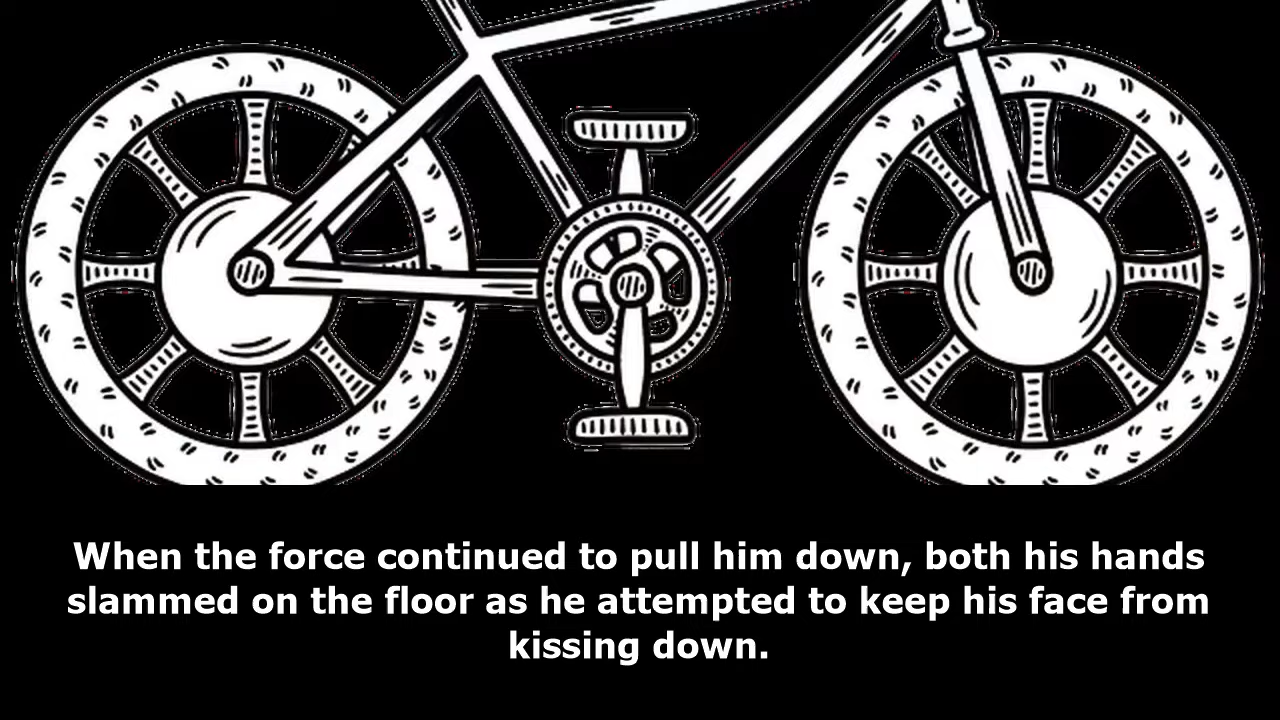 When the force continued to pull him down, both his hands
slammed on the floor as he attempted to keep his face from
kissing down.